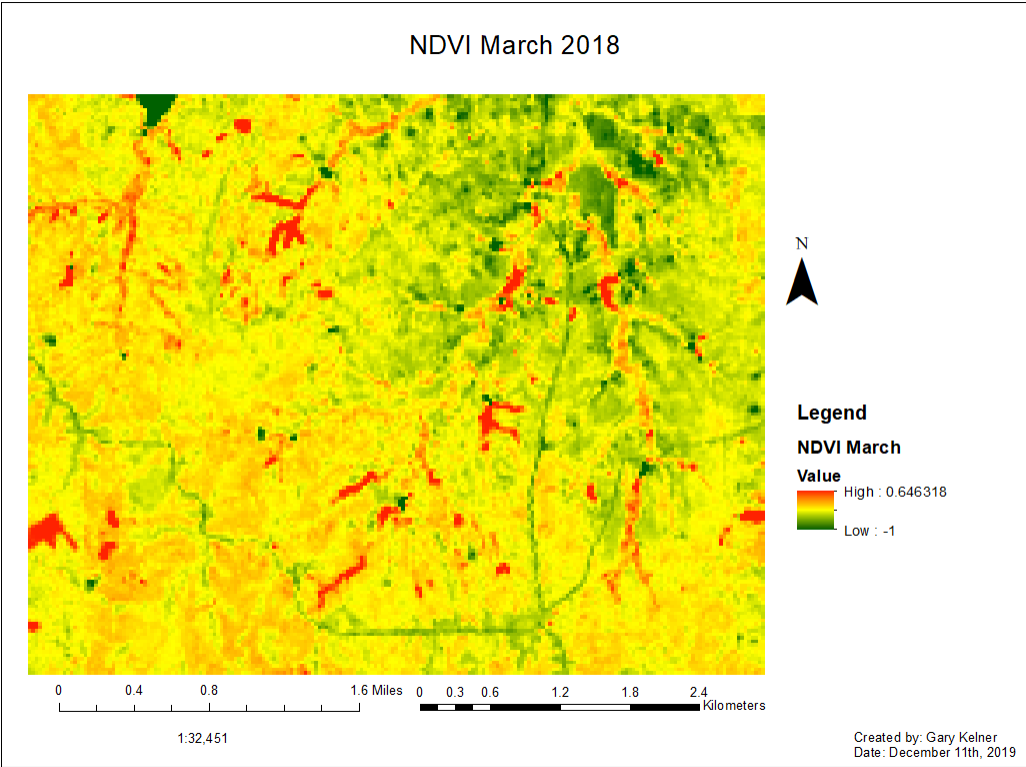 NDVI March 2018
N
Legend
NDVI March
Value
High : 0.646318
Low : -1
0 0.4 0.8 1.6 Miles
0 0.3 0.6 1.2 1.8 2.4
Kilometers
1:32,451
Created by: Gary Kelner
Date: December 11th, 2019